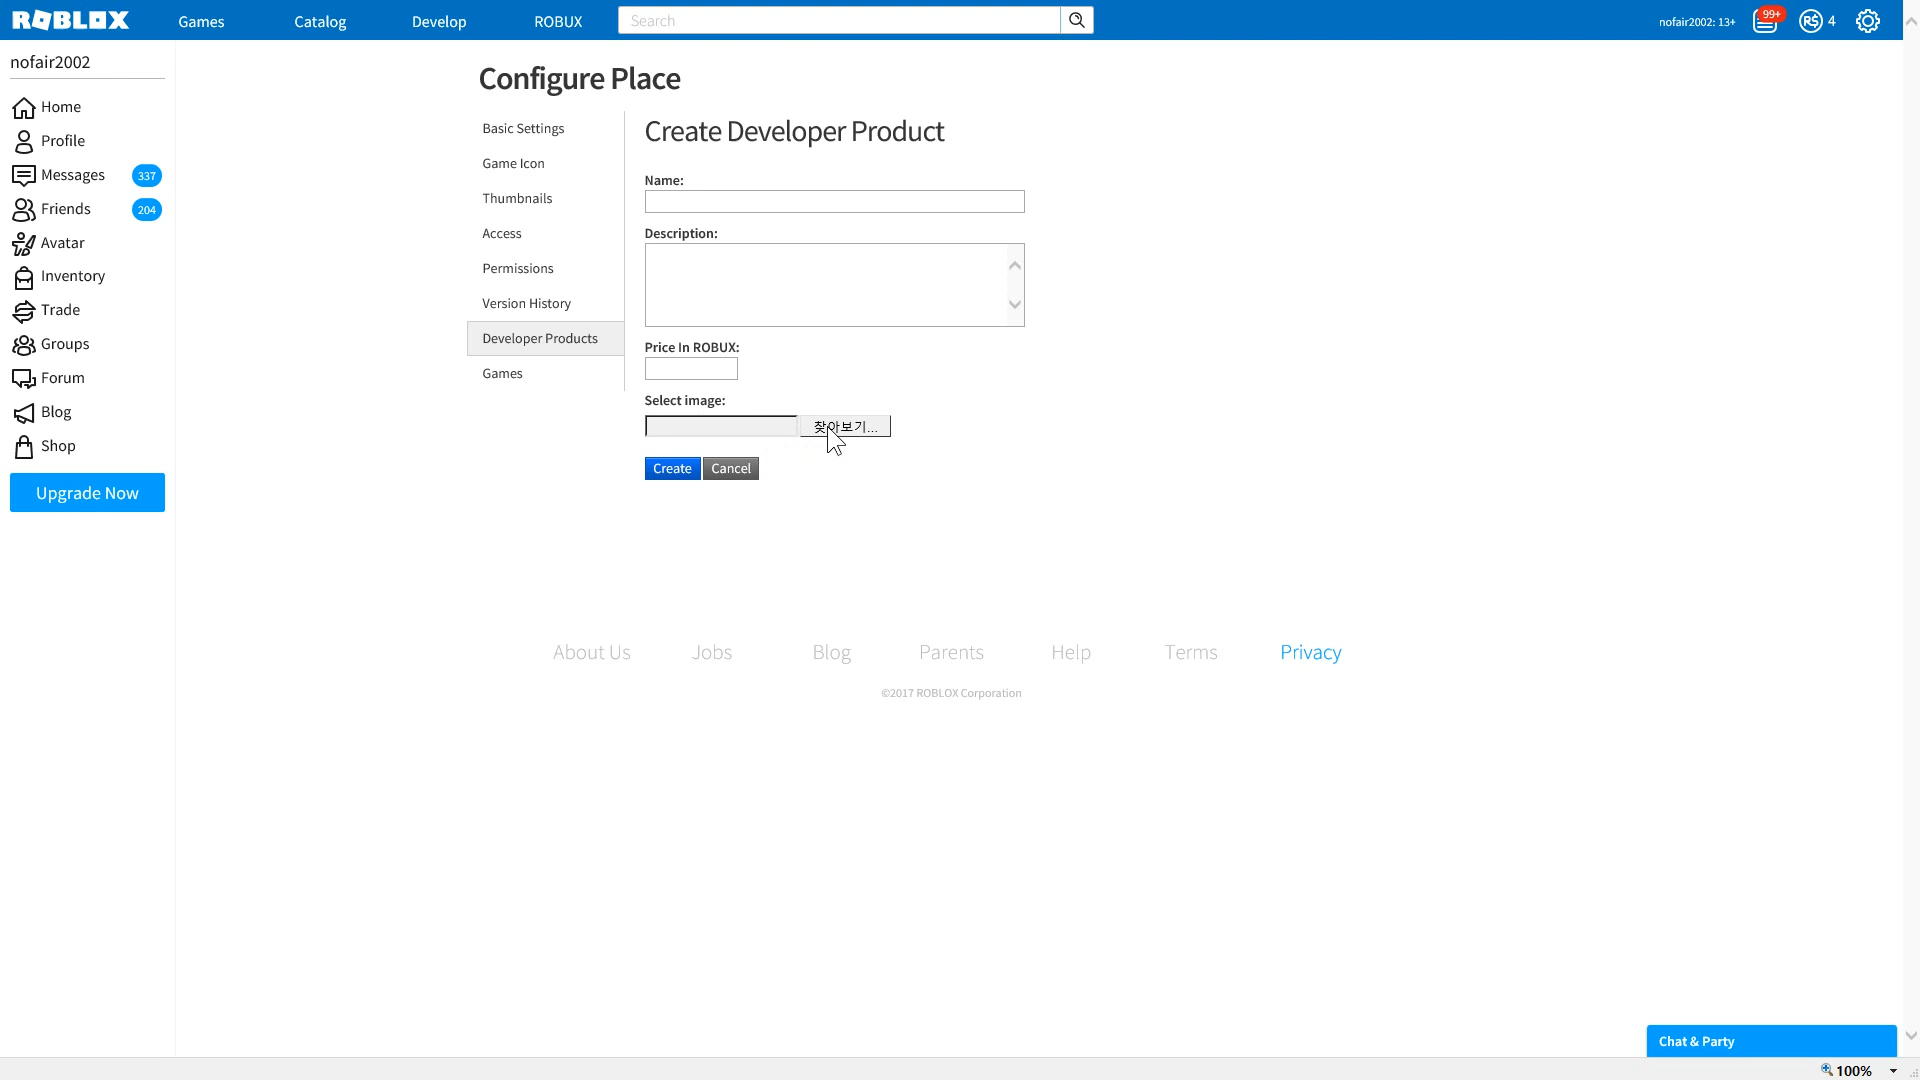 ROBLOX
Games
Catalog
Develop
ROBUX
Search
nofair2002: 13+
99+
R$
4
nofair2002
Home
Profile
Messages
337
Friends
204
Avatar
Inventory
Trade
Groups
Forum
Blog
Shop
Upgrade Now
Configure Place
Basic Settings
Game Icon
Thumbnails
Access
Permissions
Version History
Developer Products
Games
Create Developer Product
Name:
Description:
Price In ROBUX:
Select image:
찾아보기...
Create
Cancel
About Us
Jobs
Blog
Parents
Help
Terms
Privacy
©2017 ROBLOX Corporation
Chat & Party
100%